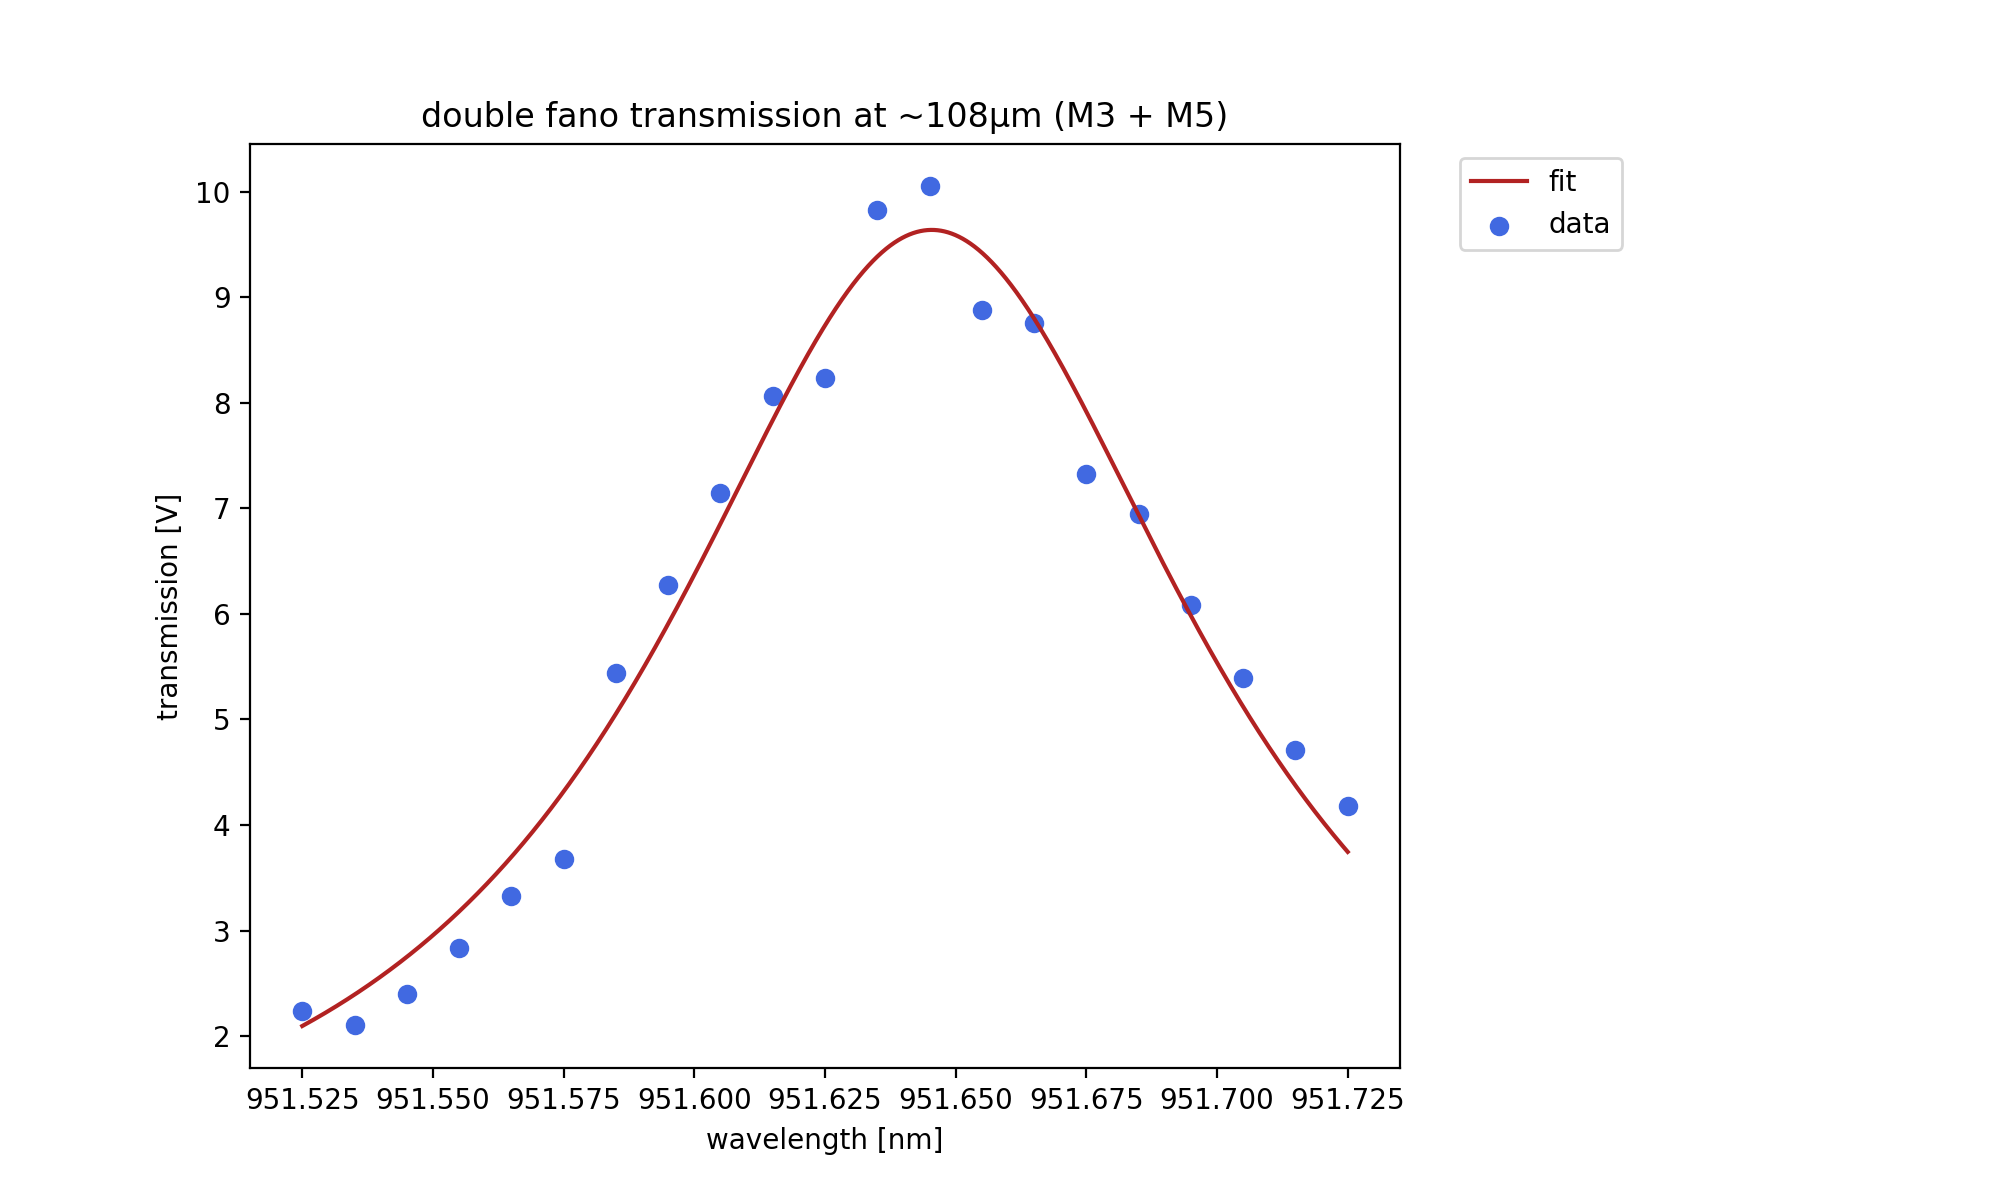 double fano transmission at ~108μm (M3 + M5)
fit
data
transmission [V]
10
9
8
7
6
5
4
3
2
951.525 951.550 951.575 951.600 951.625 951.650 951.675 951.700 951.725
wavelength [nm]